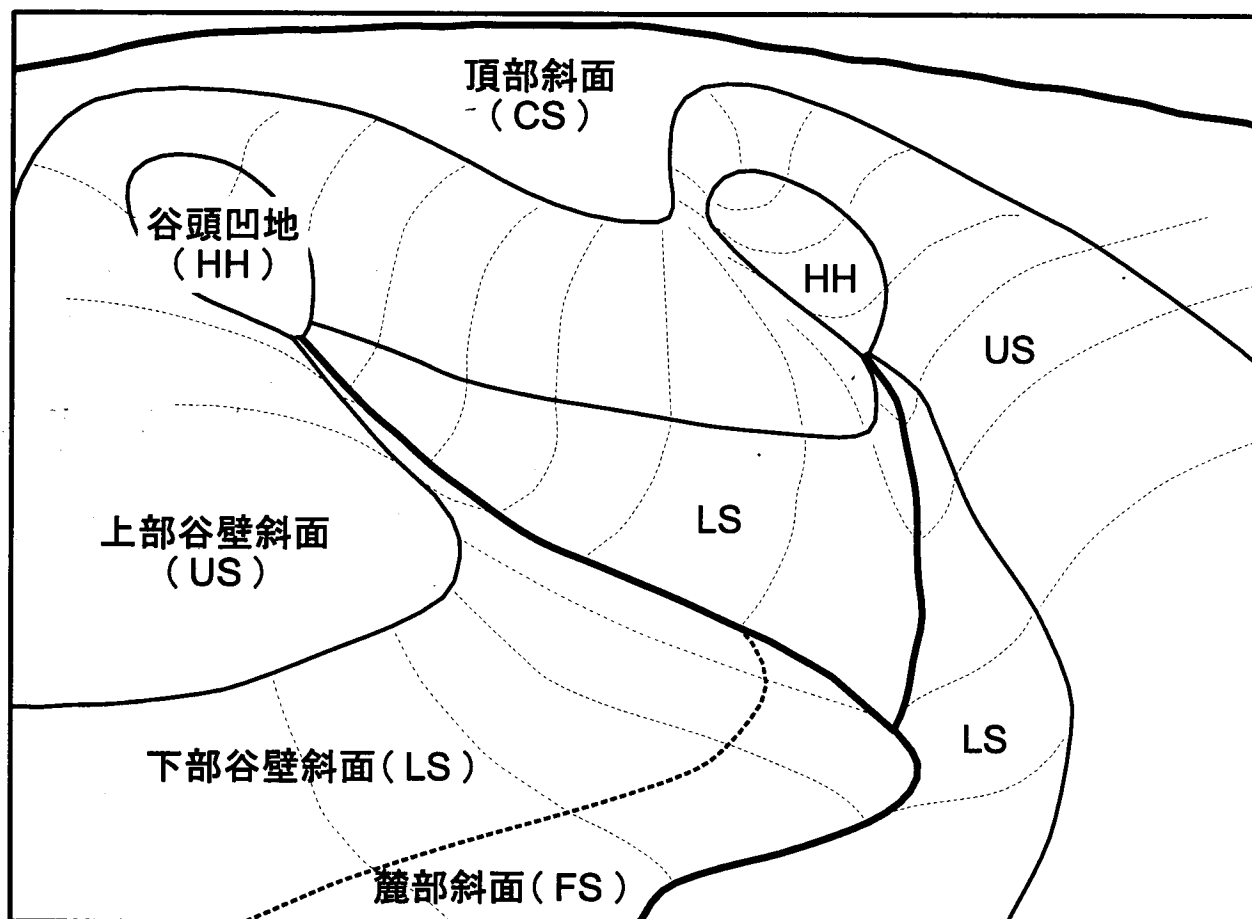 頂部斜面
（CS）
谷頭凹地
（HH）
HH
US
上部谷壁斜面
（US）
LS
LS
下部谷壁斜面（LS）
麓部斜面（FS）